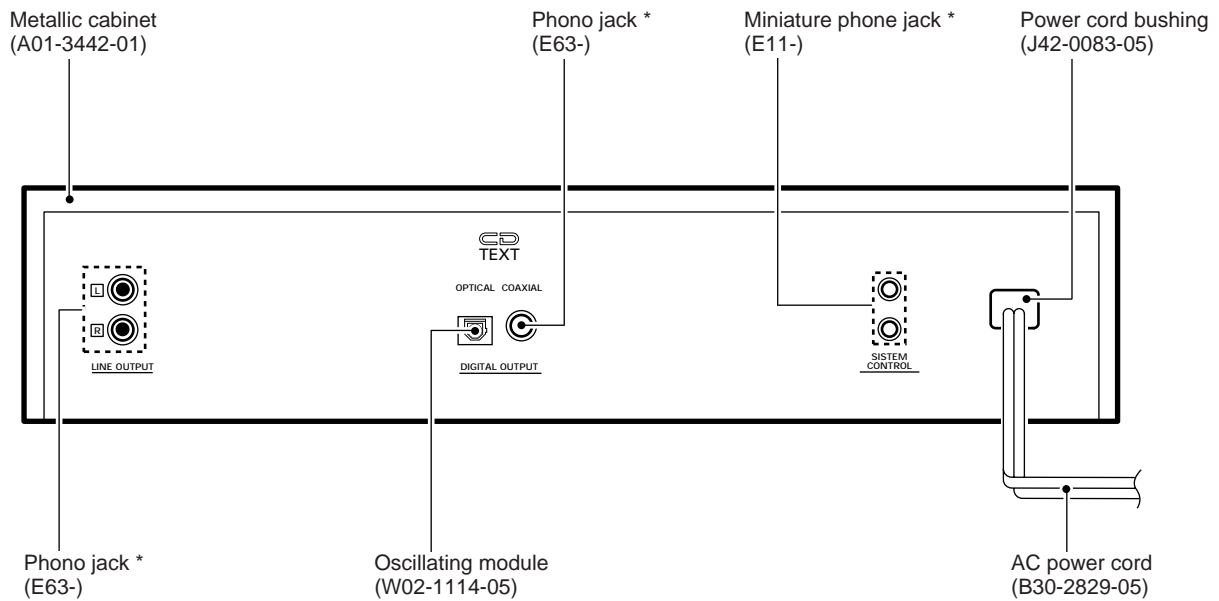 Metallic cabinet
(A01-3442-01)
Phono jack *
(E63-)
Miniature phone jack *
(E11-)
Power cord bushing
(J42-0083-05)
CD
TEXT
OPTICAL COAXIAL
L
R
LINE OUTPUT
DIGITAL OUTPUT
SISTEM
CONTROL
Phono jack *
(E63-)
Oscillating module
(W02-1114-05)
AC power cord
(B30-2829-05)